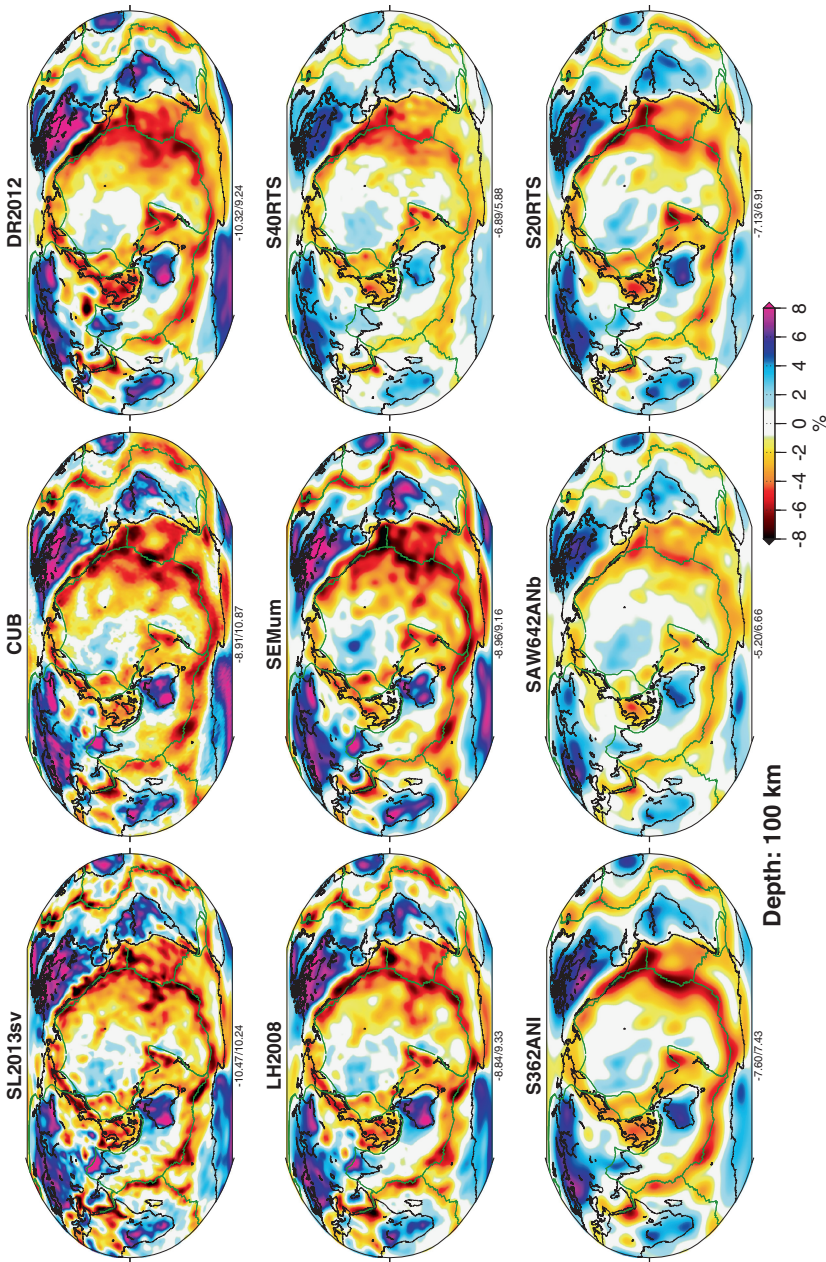 SL2013sv
CUB
DR2012
-10.47/10.24
-8.91/10.87
-10.32/9.24
LH2008
SEMum
S40RTS
-8.84/9.33
-8.96/9.16
-6.89/5.88
S362ANI
SAW642ANb
S20RTS
-7.60/7.43
-5.20/6.66
-7.13/6.91
Depth: 100 km
-8 -6 -4 -2 0 2 4 6 8
%